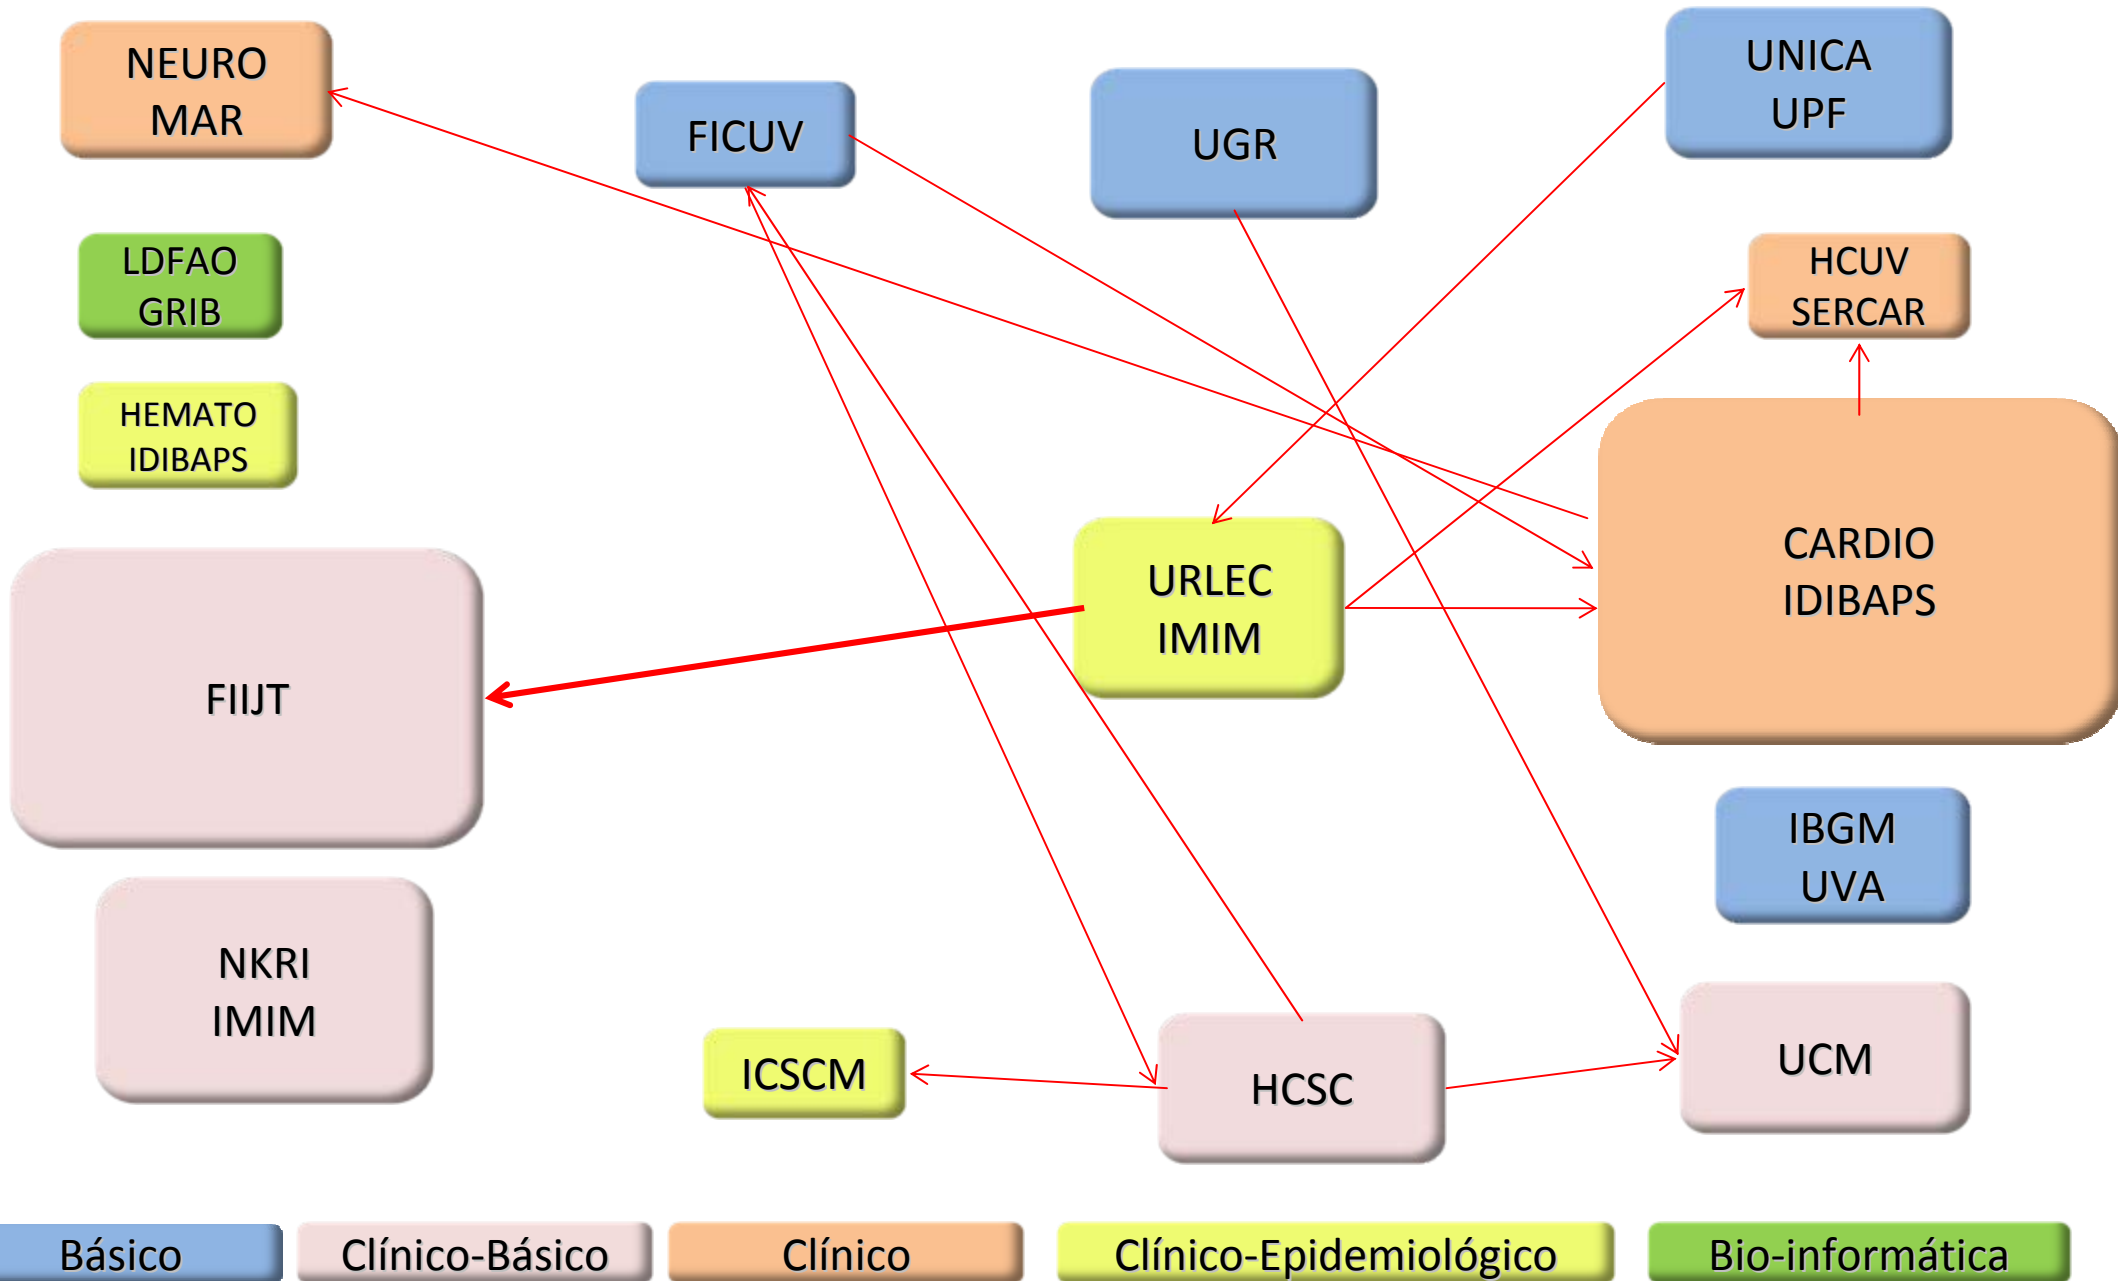 NEURO
MAR
FICUV
UGR
UNICA
UPF
LDFAO
GRIB
HCUV
SERCAR
HEMATO
IDIBAPS
URLEC
IMIM
CARDIO
IDIBAPS
FIIJT
IBGM
UVA
NKRI
IMIM
ICSCM
HCSC
UCM
Básico
Clínico-Básico
Clínico
Clínico-Epidemiológico
Bio-informática